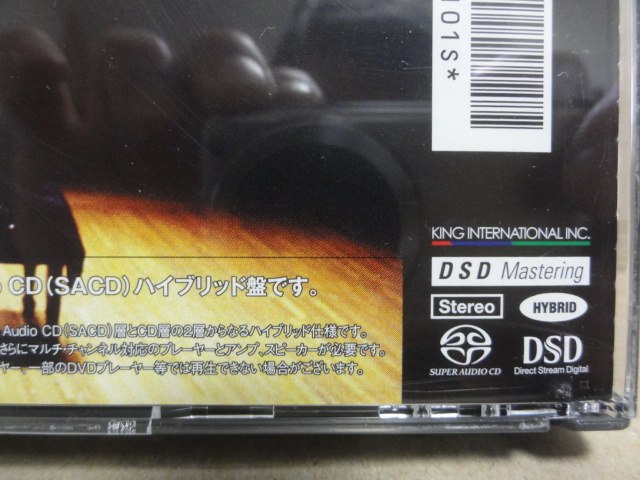 101S*
KING INTERNATIONAL INC.
DSD Mastering
Stereo
HYBRID
SUPER AUDIO CD
DSD
Direct Stream Digital
CD(SACD)ハイブリッド盤です。
Audio CD(SACD)層とCD層の2層からなるハイブリッド仕様です。
さらにマルチ・チャンネル対応のプレーヤーとアンプ、スピーカーが必要です。
ヤー、一部のDVDプレーヤー等では再生できない場合がございます。